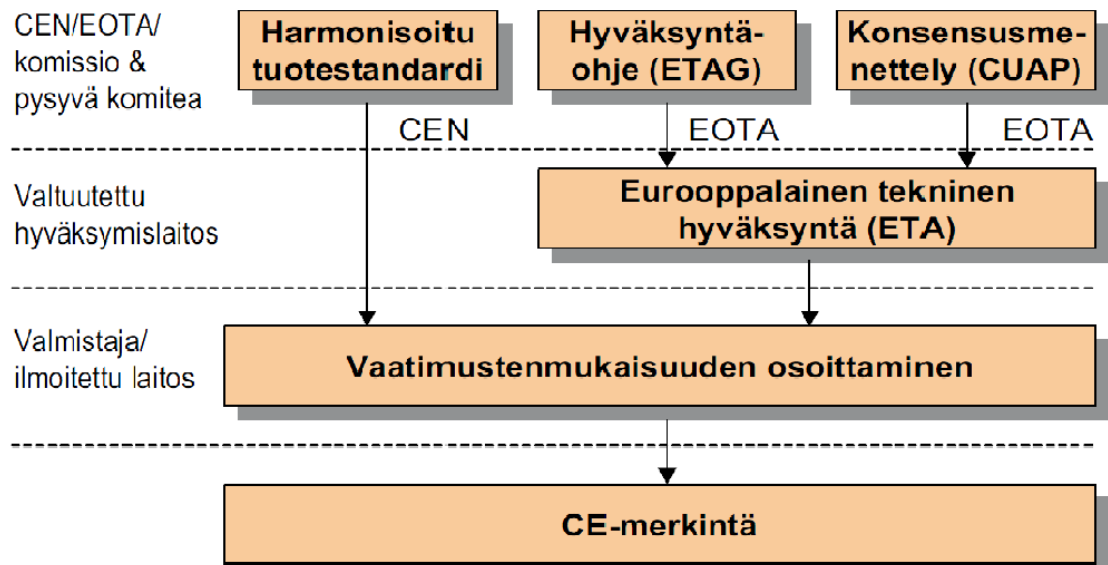 CEN/EOTA/
komissio &
pysyvä komitea
Harmonisoitu
tuotestandardi
Hyväksyntä-
ohje (ETAG)
Konsensusme-
nettely (CUAP)
CEN
EOTA
EOTA
Valtuutettu
hyväksymislaitos
Eurooppalainen tekninen
hyväksyntä (ETA)
Valmistaja/
ilmoitettu laitos
Vaatimustenmukaisuuden osoittaminen
CE-merkintä